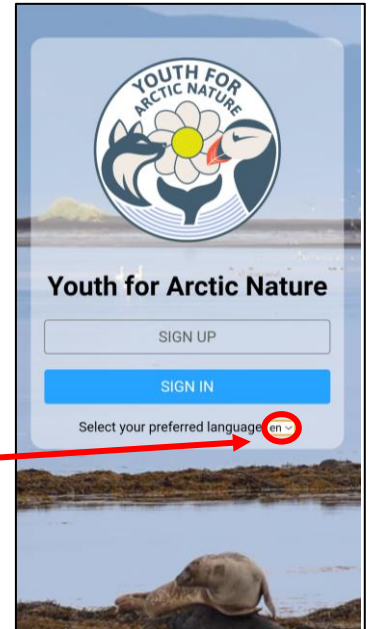 YOUTH FOR
ARCTIC NATURE
Youth for Arctic Nature
SIGN UP
SIGN IN
Select your preferred language en